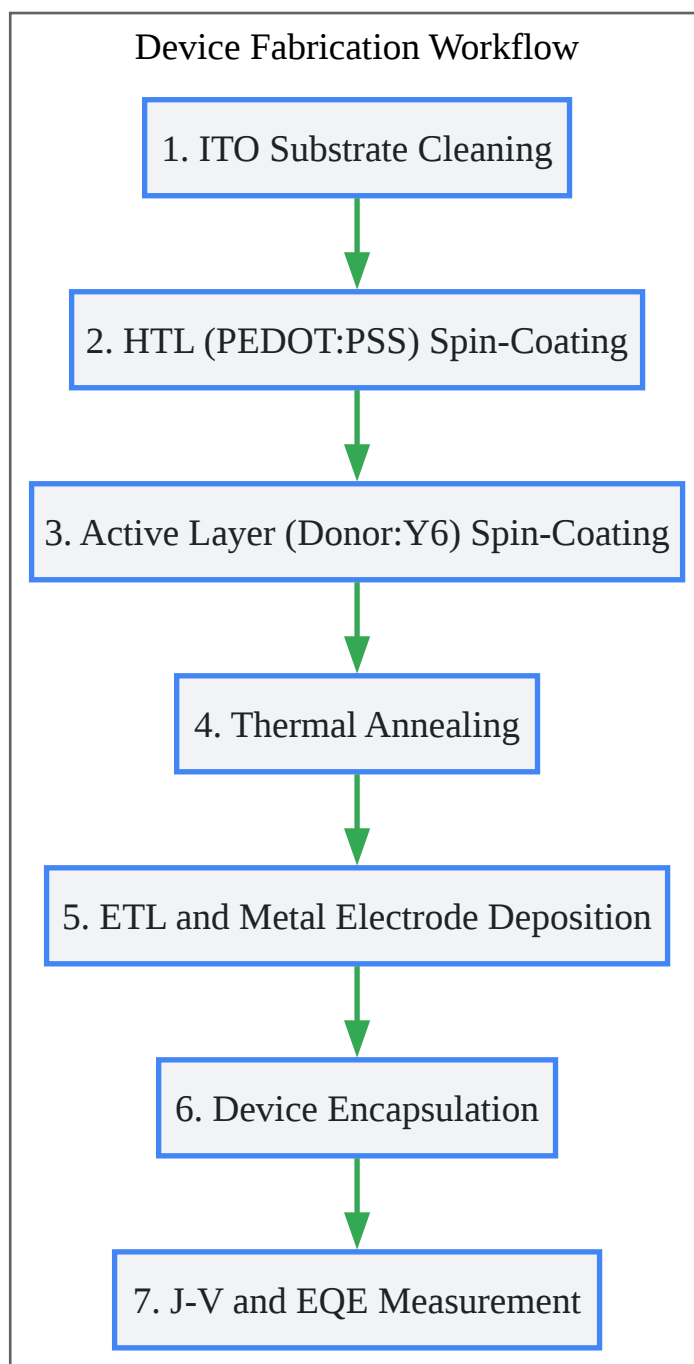 Device Fabrication Workflow
1. ITO Substrate Cleaning
2. HTL (PEDOT:PSS) Spin-Coating
3. Active Layer (Donor:Y6) Spin-Coating
4. Thermal Annealing
5. ETL and Metal Electrode Deposition
6. Device Encapsulation
7. J-V and EQE Measurement